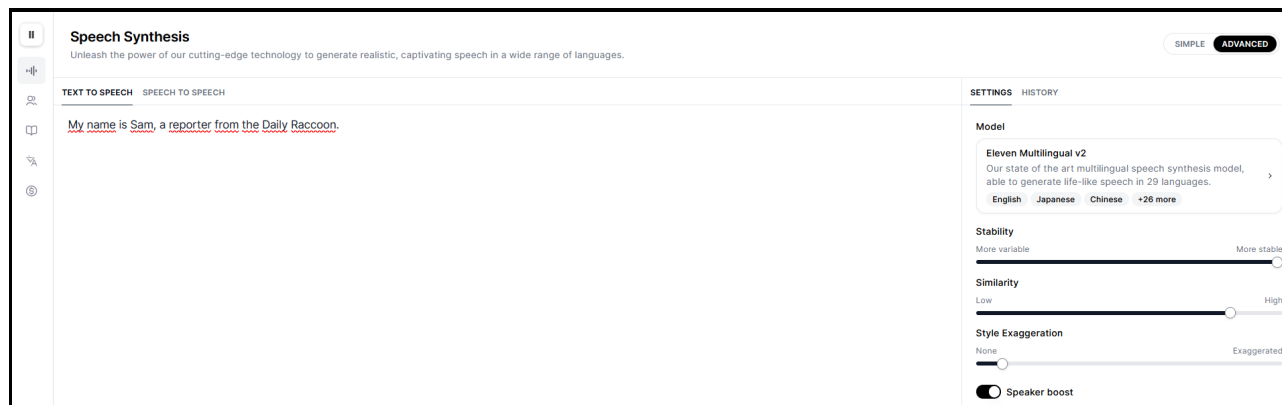 Speech Synthesis
Unleash the power of our cutting-edge technology to generate realistic, captivating speech in a wide range of languages.
SIMPLE ADVANCED
TEXT TO SPEECH SPEECH TO SPEECH
My name is Sam, a reporter from the Daily Raccoon.
SETTINGS HISTORY
Model
Eleven Multilingual v2
Our state of the art multilingual speech synthesis model,
able to generate life-like speech in 29 languages.
English Japanese Chinese +26 more
Stability
More variable More stable
Similarity
Low High
Style Exaggeration
None Exaggerated
Speaker boost